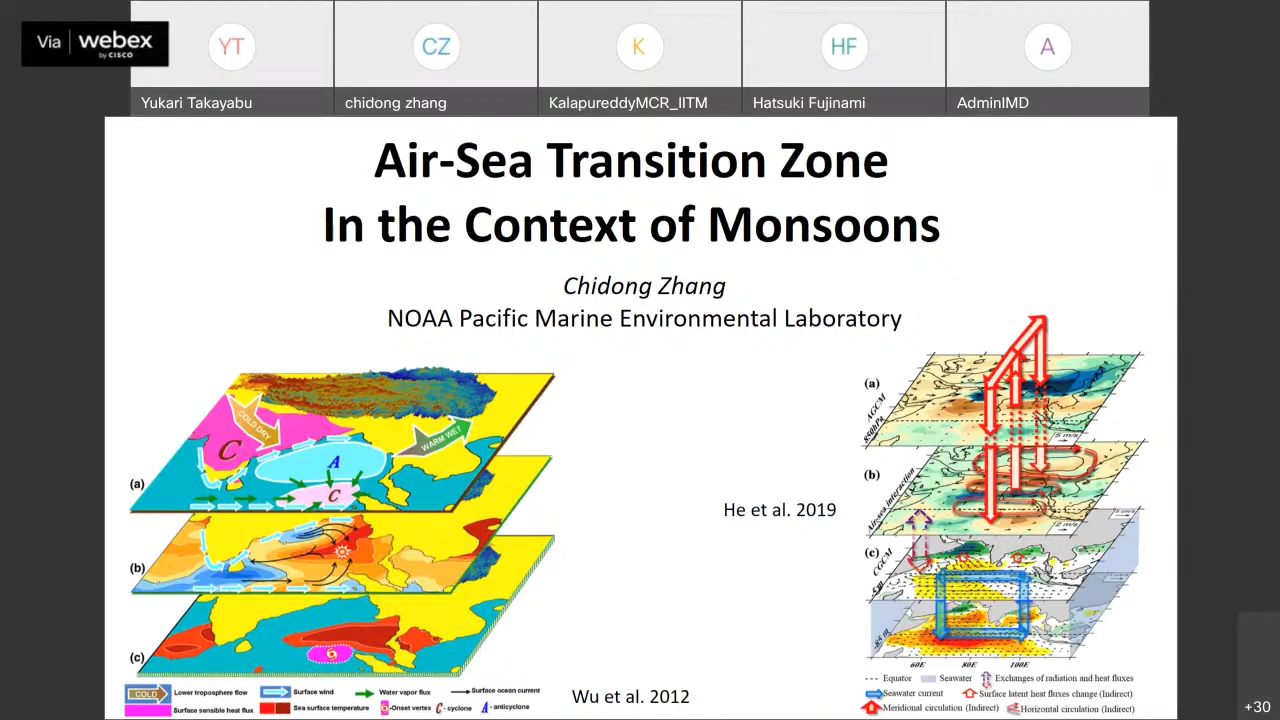 Via webex
by CISCO
YT
CZ
K
HF
A
Yukari Takayabu
chidong zhang
KalapureddyMCR_IITM
Hatsuki Fujinami
AdminIMD
Air-Sea Transition Zone
In the Context of Monsoons
Chidong Zhang
NOAA Pacific Marine Environmental Laboratory
COLD DRY
WARM WET
C
A
C
(a)
(b)
(c)
COLD Lower troposphere flow
Surface wind
Water vapor flux
Surface ocean current
Surface sensible heat flux
Sea surface temperature
-Onset vertex
C - cyclone
A - anticyclone
Wu et al. 2012
He et al. 2019
(a)
AGCM
850hPa
5 m/s
(b)
Air-sea interaction
2 m/s
(c)
CGCM
60E
80E
100E
Equator
Seawater
Exchanges of radiation and heat fluxes
Seawater current
Surface latent heat fluxes change (Indirect)
Meridional circulation (Indirect)
Horizontal circulation (Indirect)
+30